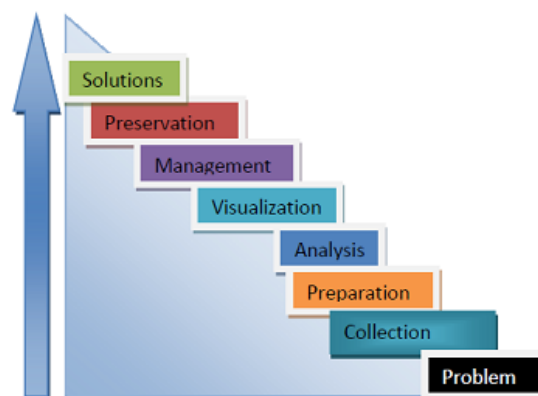 Solutions
Preservation
Management
Visualization
Analysis
Preparation
Collection
Problem